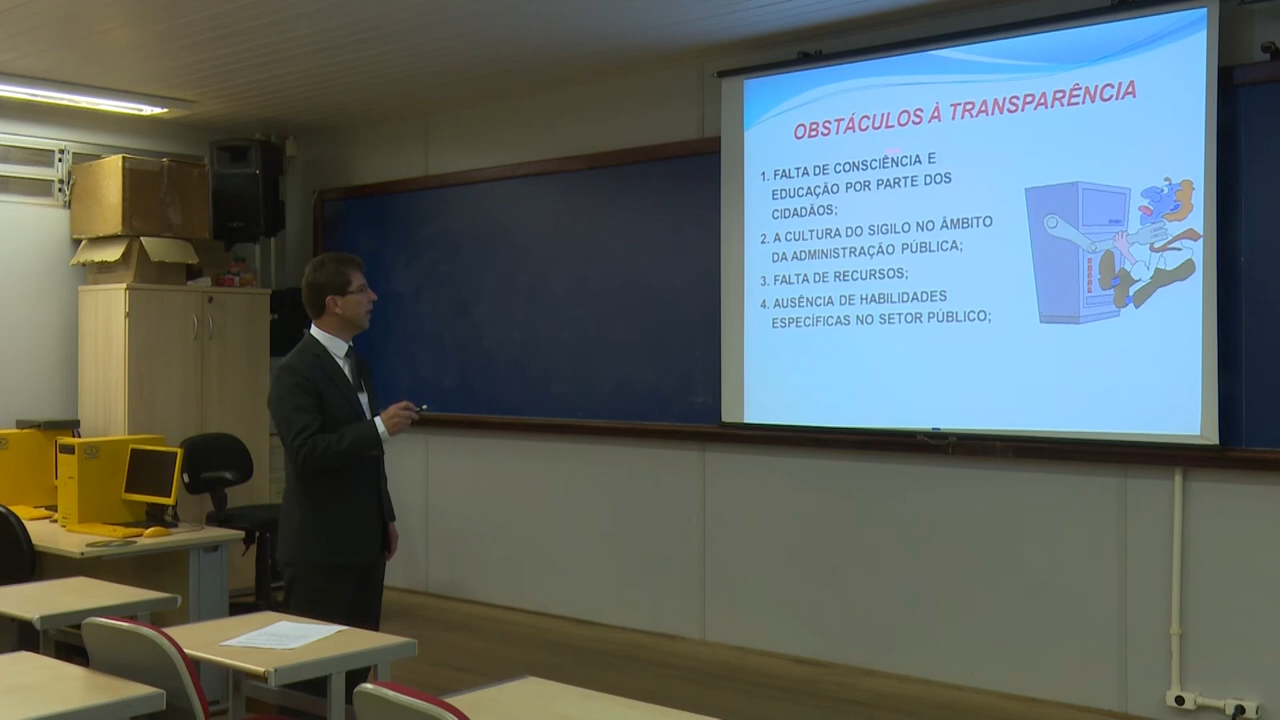 OBSTÁCULOS À TRANSPARÊNCIA
1. FALTA DE CONSCIÊNCIA E
EDUCAÇÃO POR PARTE DOS
CIDADÃOS;
2. A CULTURA DO SIGILO NO ÂMBITO
DA ADMINISTRAÇÃO PÚBLICA;
3. FALTA DE RECURSOS;
4. AUSÊNCIA DE HABILIDADES
ESPECÍFICAS NO SETOR PÚBLICO;